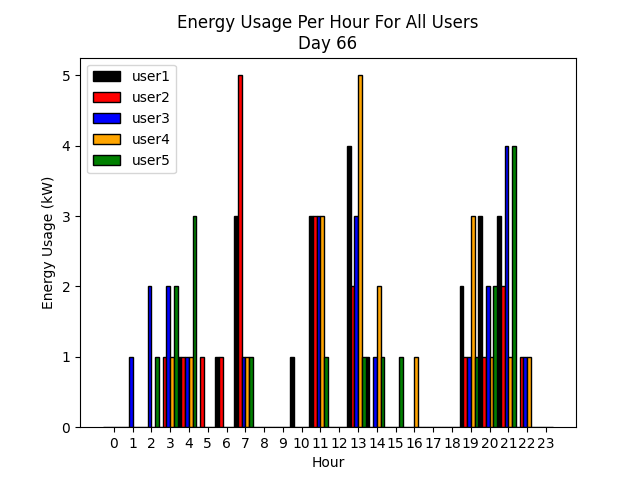 Energy Usage Per Hour For All Users
Day 66
user1
user2
user3
user4
user5
Energy Usage (kW)
5
4
3
2
1
0
0 1 2 3 4 5 6 7 8 9 10 11 12 13 14 15 16 17 18 19 20 21 22 23
Hour